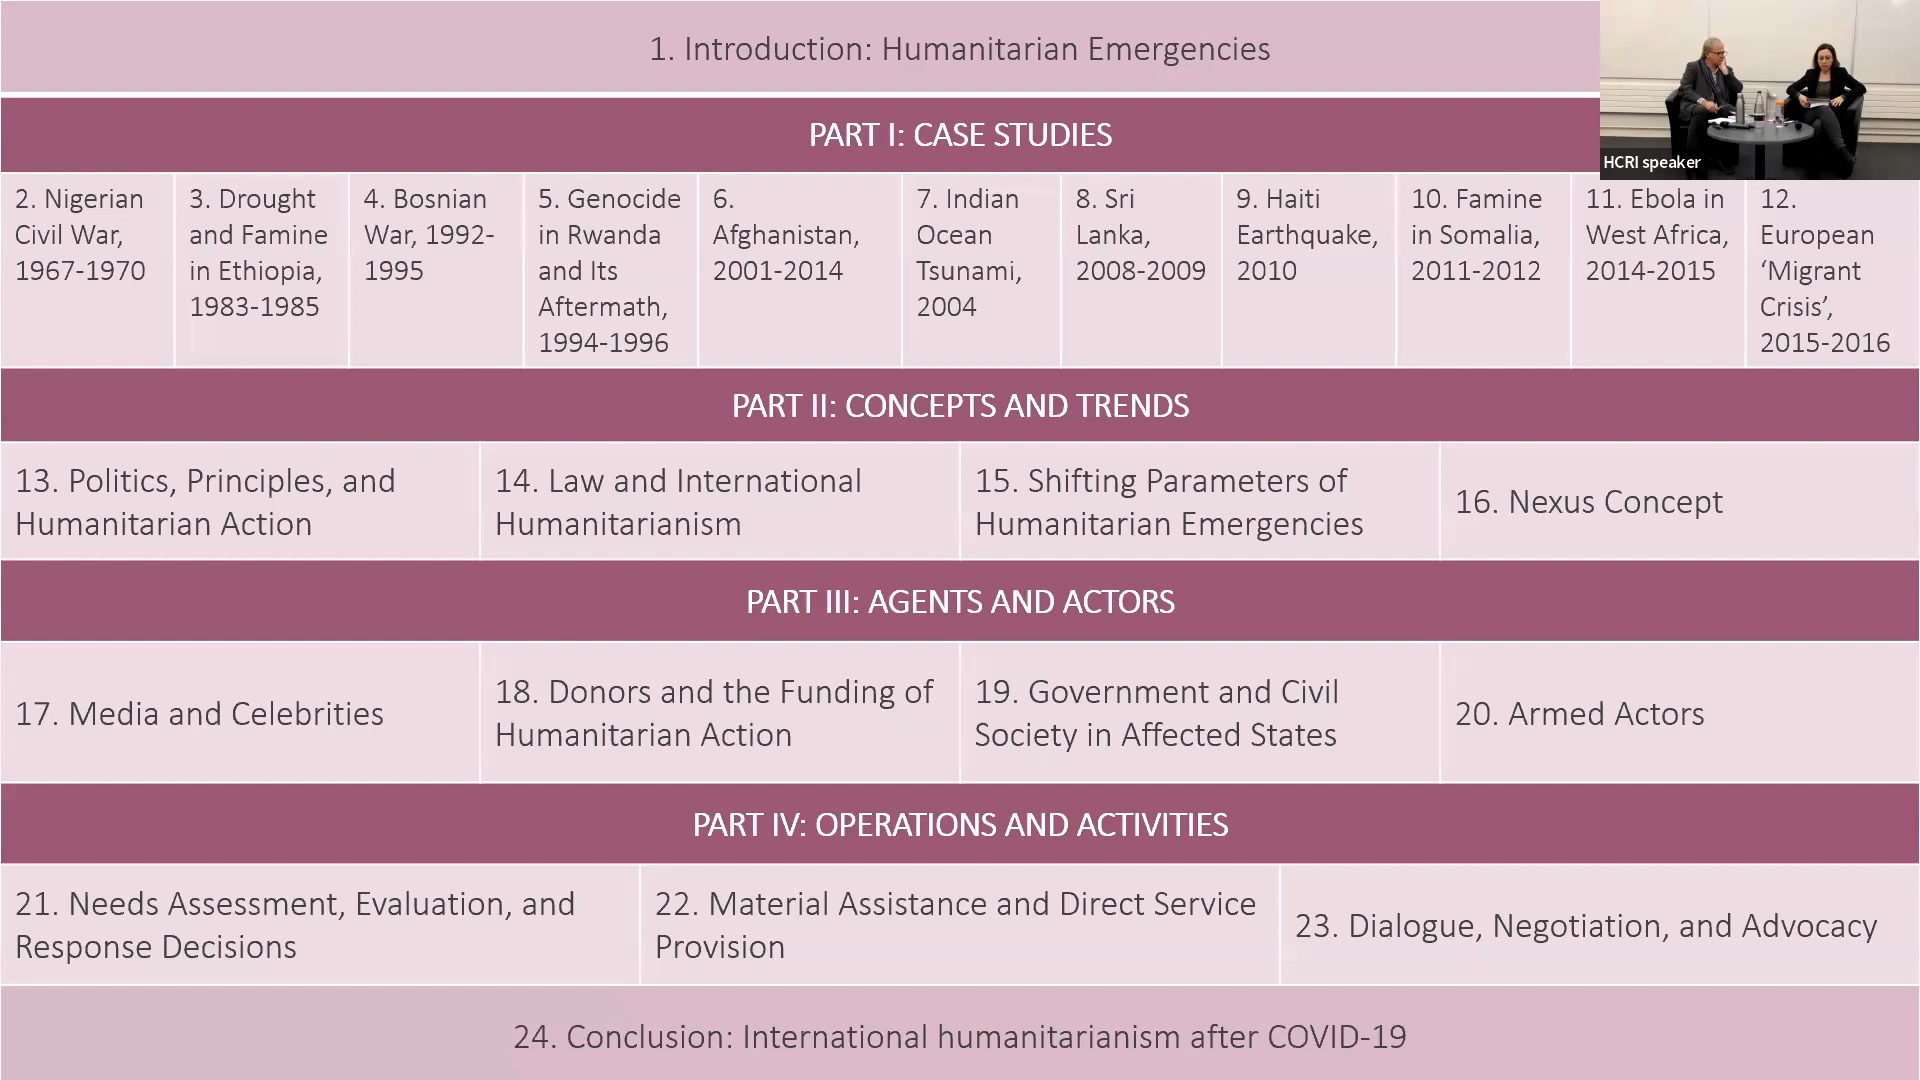 1. Introduction: Humanitarian Emergencies
HCRI speaker
PART I: CASE STUDIES
2. Nigerian
Civil War,
1967-1970
3. Drought
and Famine
in Ethiopia,
1983-1985
4. Bosnian
War, 1992-
1995
5. Genocide
in Rwanda
and Its
Aftermath,
1994-1996
6.
Afghanistan,
2001-2014
7. Indian
Ocean
Tsunami,
2004
8. Sri
Lanka,
2008-2009
9. Haiti
Earthquake,
2010
10. Famine
in Somalia,
2011-2012
11. Ebola in
West Africa,
2014-2015
12.
European
‘Migrant
Crisis’,
2015-2016
PART II: CONCEPTS AND TRENDS
13. Politics, Principles, and
Humanitarian Action
14. Law and International
Humanitarianism
15. Shifting Parameters of
Humanitarian Emergencies
16. Nexus Concept
PART III: AGENTS AND ACTORS
17. Media and Celebrities
18. Donors and the Funding of
Humanitarian Action
19. Government and Civil
Society in Affected States
20. Armed Actors
PART IV: OPERATIONS AND ACTIVITIES
21. Needs Assessment, Evaluation, and
Response Decisions
22. Material Assistance and Direct Service
Provision
23. Dialogue, Negotiation, and Advocacy
24. Conclusion: International humanitarianism after COVID-19